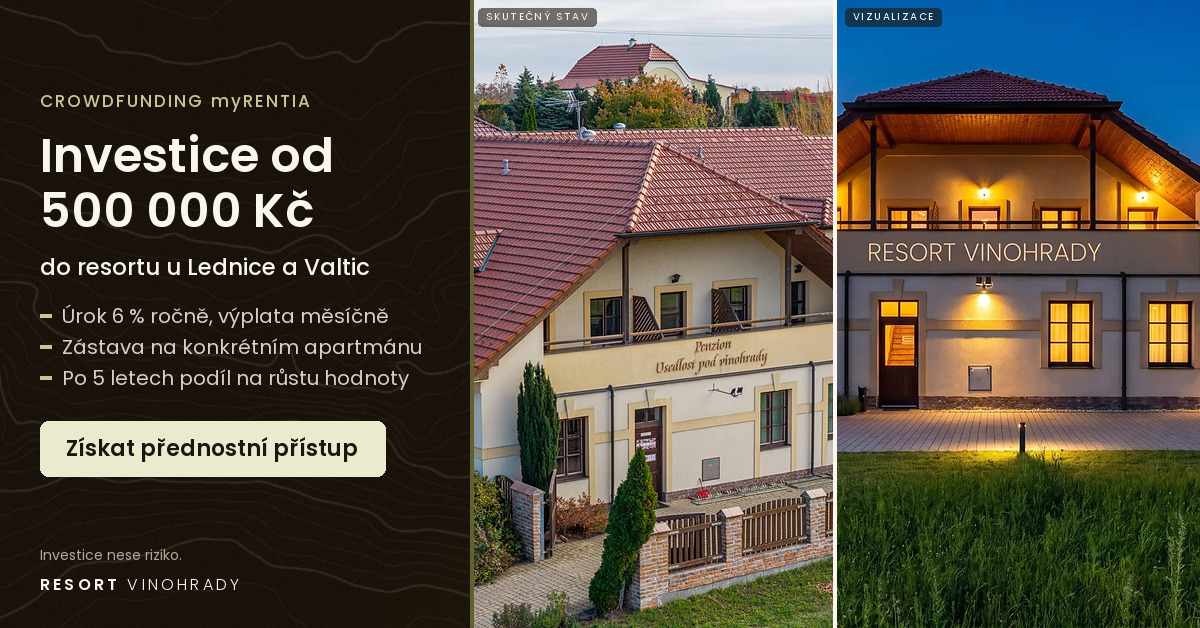 CROWDFUNDING myRENTIA
Investice od
500 000 Kč
do resortu u Lednice a Valtic
Úrok 6 % ročně, výplata měsíčně
Zástava na konkrétním apartmánu
Po 5 letech podíl na růstu hodnoty
Získat přednostní přístup
Investice nese riziko.
RESORT VINOHRADY
SKUTEČNÝ STAV
Penzion
Usedlost pod vinohrady
VIZUALIZACE
RESORT VINOHRADY